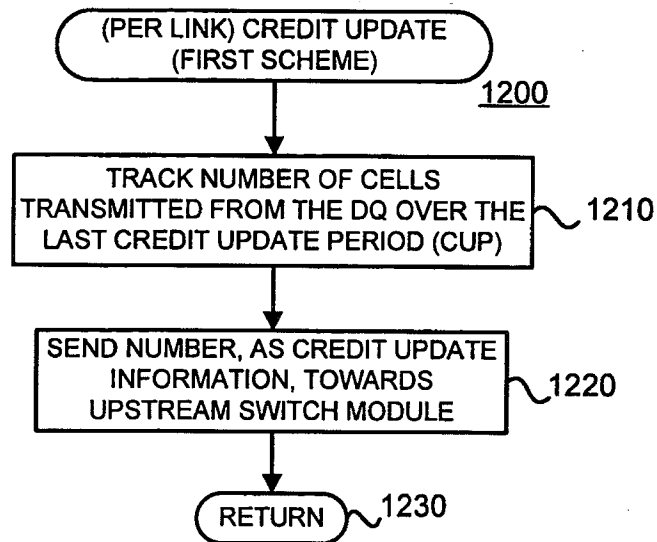 (PER LINK) CREDIT UPDATE
(FIRST SCHEME)
1200
TRACK NUMBER OF CELLS
TRANSMITTED FROM THE DQ OVER THE
LAST CREDIT UPDATE PERIOD (CUP)
1210
SEND NUMBER, AS CREDIT UPDATE
INFORMATION, TOWARDS
UPSTREAM SWITCH MODULE
1220
RETURN
1230